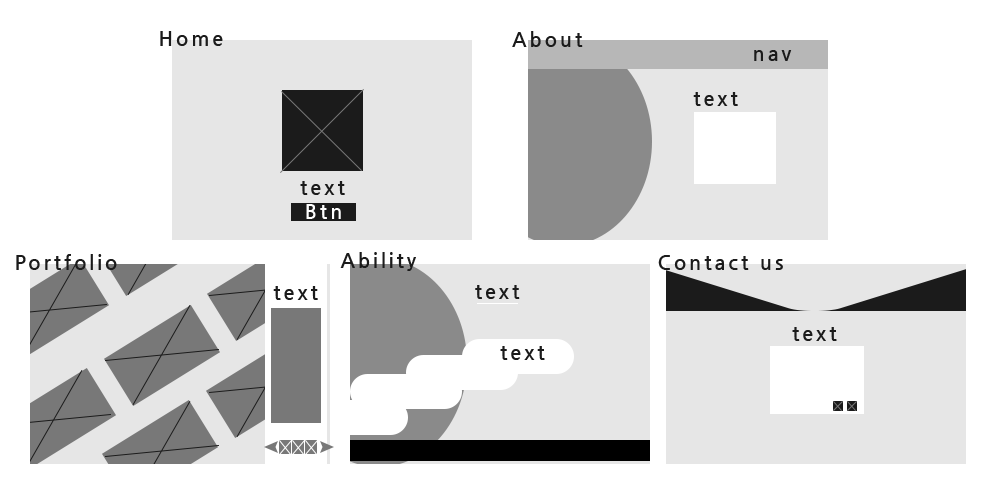 Home
text
Btn
About
nav
text
Portfolio
text
Ability
text
text
Contact us
text